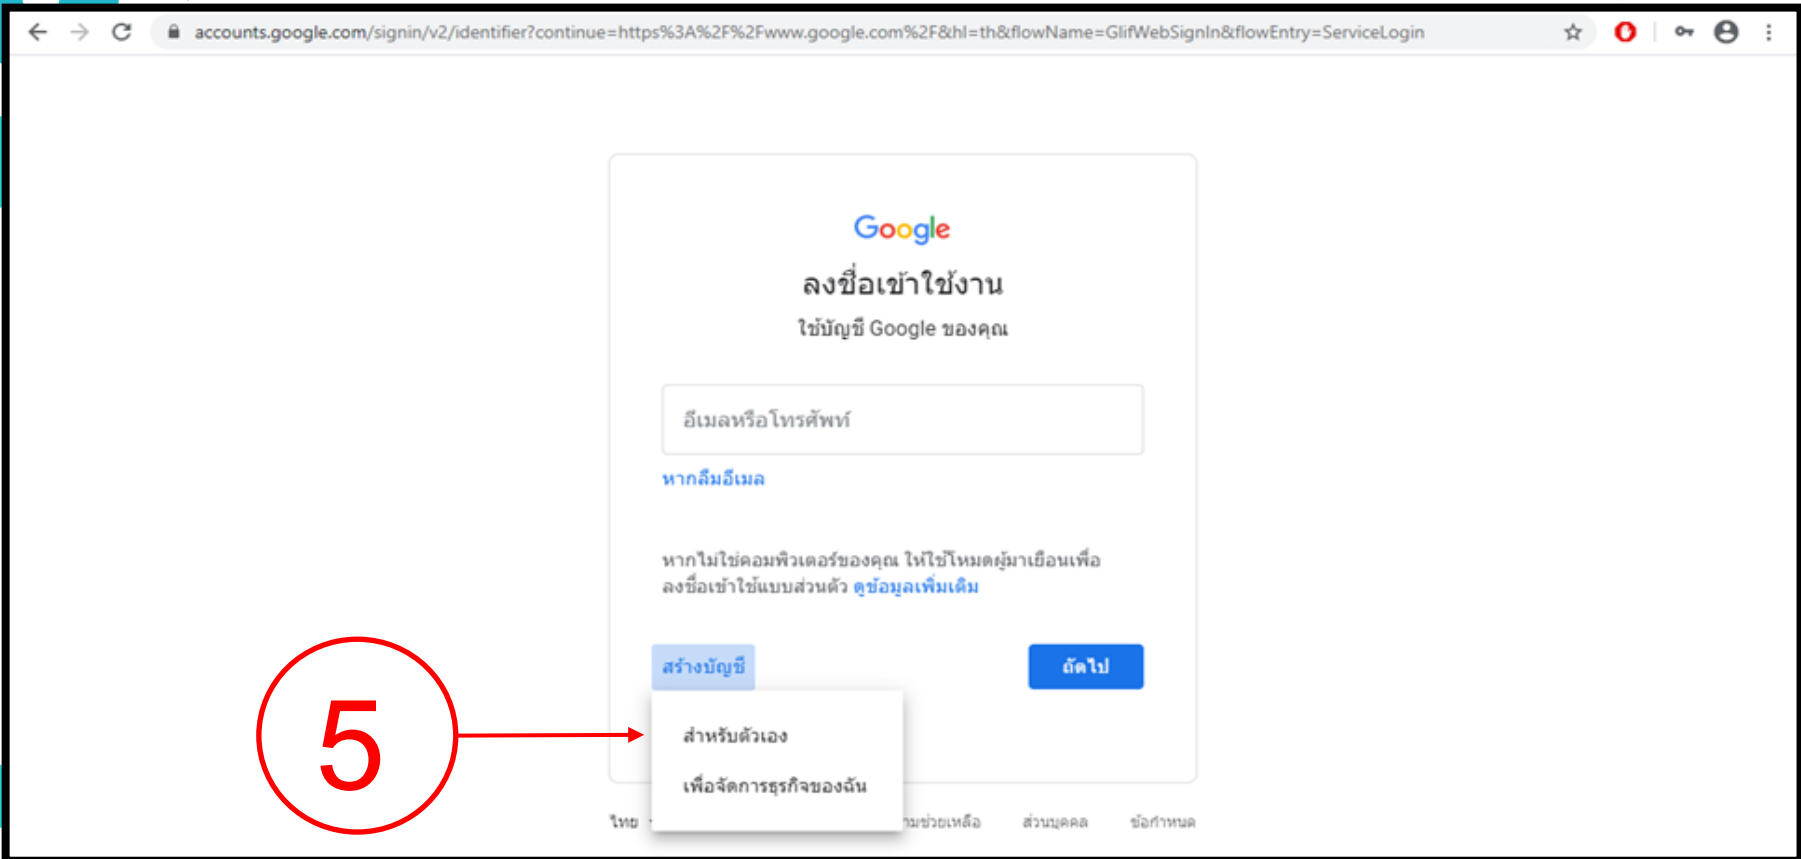 accounts.google.com/signin/v2/identifier?continue=https%3A%2F%2Fwww.google.com%2F&hl=th&flowName=GlifWebSignIn&flowEntry=ServiceLogin
Google
ลงชื่อเข้าใช้งาน
ใช้บัญชี Google ของคุณ
อีเมลหรือโทรศัพท์
หากลืมอีเมล
หากไม่ใช่คอมพิวเตอร์ของคุณ ให้ใช้โหมดผู้มาเยือนเพื่อ
ลงชื่อเข้าใช้แบบส่วนตัว ดูข้อมูลเพิ่มเติม
สร้างบัญชี ถัดไป
5
สำหรับตัวเอง
เพื่อจัดการธุรกิจของฉัน
ไทย ามช่วยเหลือ ส่วนบุคคล ข้อกำหนด